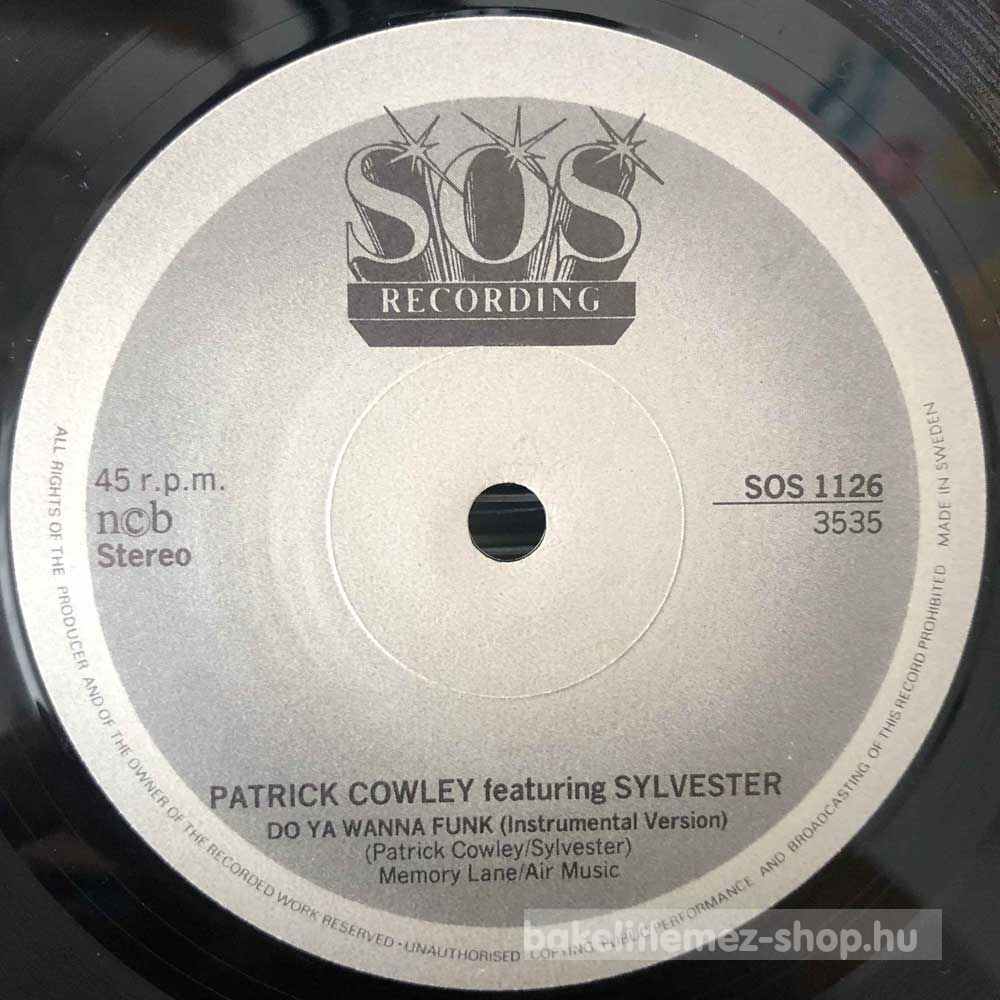 SOS
RECORDING
45 r.p.m.
n©b
Stereo
SOS 1126
3535
PATRICK COWLEY featuring SYLVESTER
DO YA WANNA FUNK (Instrumental Version)
(Patrick Cowley/Sylvester)
Memory Lane/Air Music
ALL RIGHTS OF THE PRODUCER AND OF THE OWNER OF THE RECORDED WORK RESERVED · UNAUTHORISED COPYING PUBLIC PERFORMANCE AND BROADCASTING OF THIS RECORD PROHIBITED MADE IN SWEDEN
bakelitlemez-shop.hu